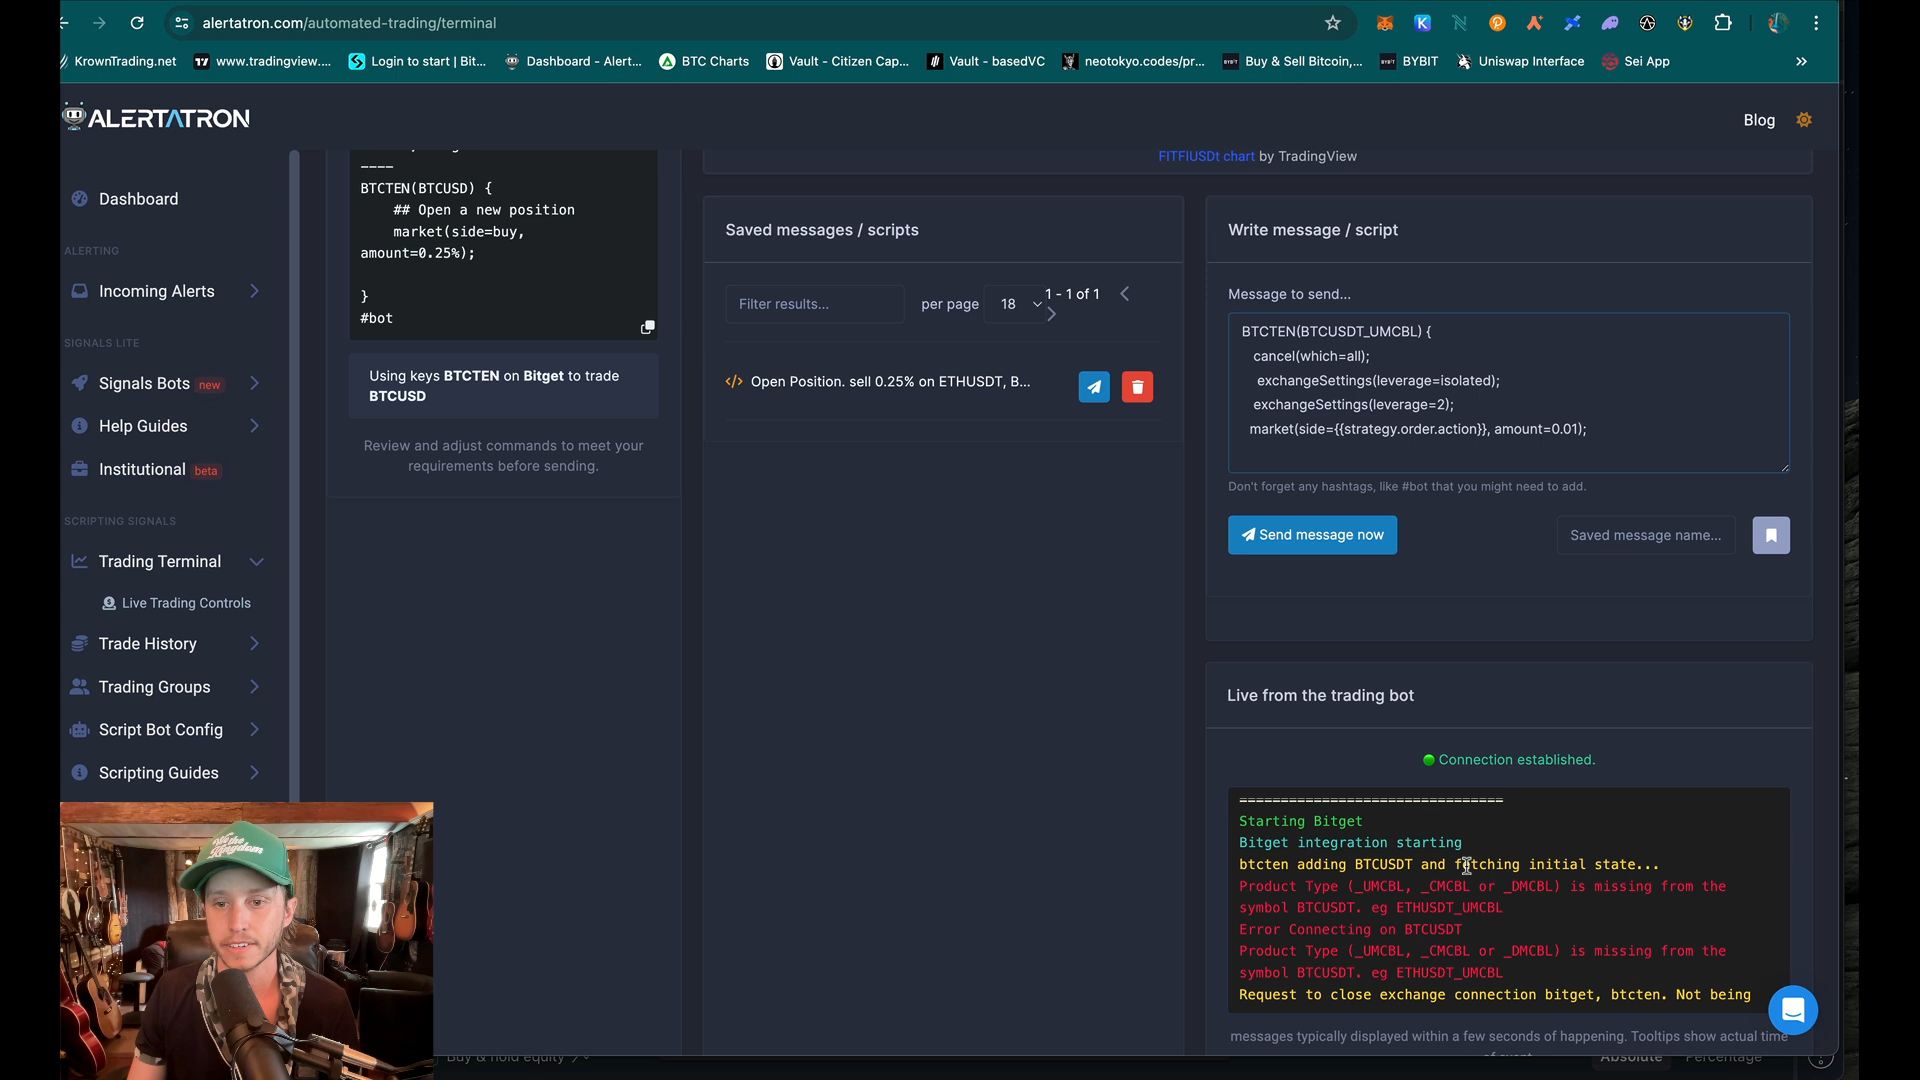 alertatron.com/automated-trading/terminal
KrownTrading.net
www.tradingview....
Login to start | Bit...
Dashboard - Alert...
BTC Charts
Vault - Citizen Cap...
Vault - basedVC
neotokyo.codes/pr...
Buy & Sell Bitcoin,...
BYBIT
Uniswap Interface
Sei App
ALERTATRON
Blog
Dashboard
ALERTING
Incoming Alerts
SIGNALS LITE
Signals Bots new
Help Guides
Institutional beta
SCRIPTING SIGNALS
Trading Terminal
Live Trading Controls
Trade History
Trading Groups
Script Bot Config
Scripting Guides
----
BTCTEN(BTCUSD) {
## Open a new position
market(side=buy,
amount=0.25%);
}
#bot
Using keys BTCTEN on Bitget to trade
BTCUSD
Review and adjust commands to meet your
requirements before sending.
FITFIUSDt chart by TradingView
Saved messages / scripts
Filter results...
per page
18
1 - 1 of 1
</> Open Position. sell 0.25% on ETHUSDT, B...
Write message / script
Message to send...
BTCTEN(BTCUSDT_UMCBL) {
cancel(which=all);
exchangeSettings(leverage=isolated);
exchangeSettings(leverage=2);
market(side={{strategy.order.action}}, amount=0.01);
Don't forget any hashtags, like #bot that you might need to add.
Send message now
Saved message name...
Live from the trading bot
Connection established.
================================
Starting Bitget
Bitget integration starting
btcten adding BTCUSDT and fetching initial state...
Product Type (_UMCBL, _CMCBL or _DMCBL) is missing from the
symbol BTCUSDT. eg ETHUSDT_UMCBL
Error Connecting on BTCUSDT
Product Type (_UMCBL, _CMCBL or _DMCBL) is missing from the
symbol BTCUSDT. eg ETHUSDT_UMCBL
Request to close exchange connection bitget, btcten. Not being
messages typically displayed within a few seconds of happening. Tooltips show actual time
Buy & hold equity
Absolute
Percentage